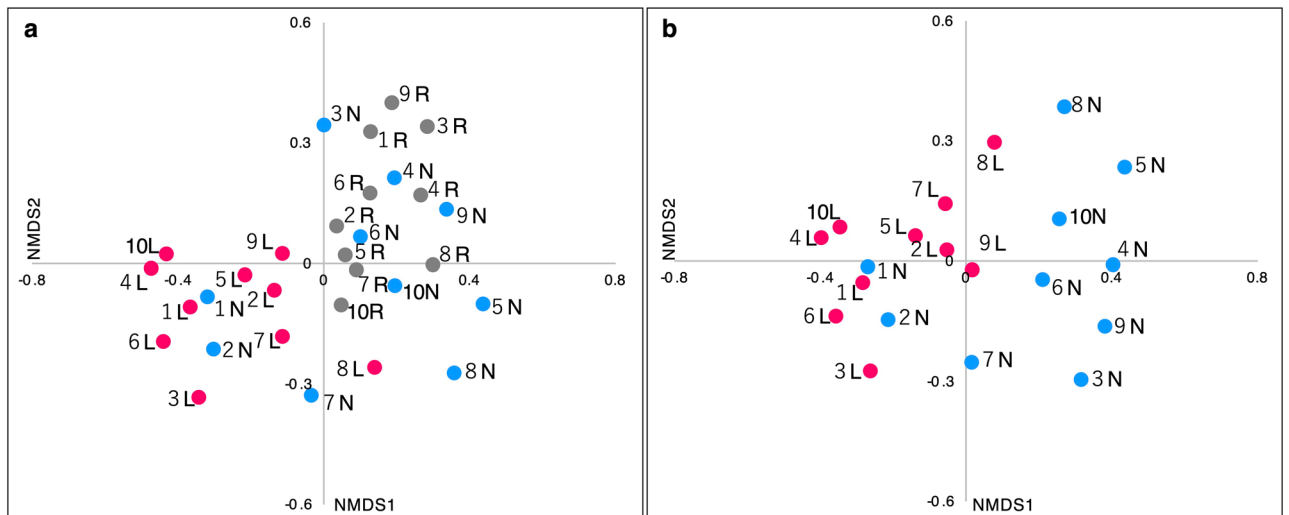 a
0.6
9 R
3 N
3 R
1 R
0.3
4 N
6 R
4 R
9 N
2 R
6 N
NMDS2
10L
9 L
5 R
8 R
-0.8
-0.4
0
0.4
0.8
4 L
5 L
7 R
10N
2 L
1 L
1 N
10R
5 N
6 L
2 N
7 L
8 L
8 N
-0.3
3 L
7 N
-0.6
NMDS1
b
0.6
8 N
0.3
8 L
5 N
7 L
10L
10N
5 L
4 L
2 L
9 L
4 N
NMDS2
0
-0.8
-0.4
1 N
0
0.4
0.8
1 L
6 N
6 L
2 N
9 N
7 N
3 L
3 N
-0.3
-0.6
NMDS1